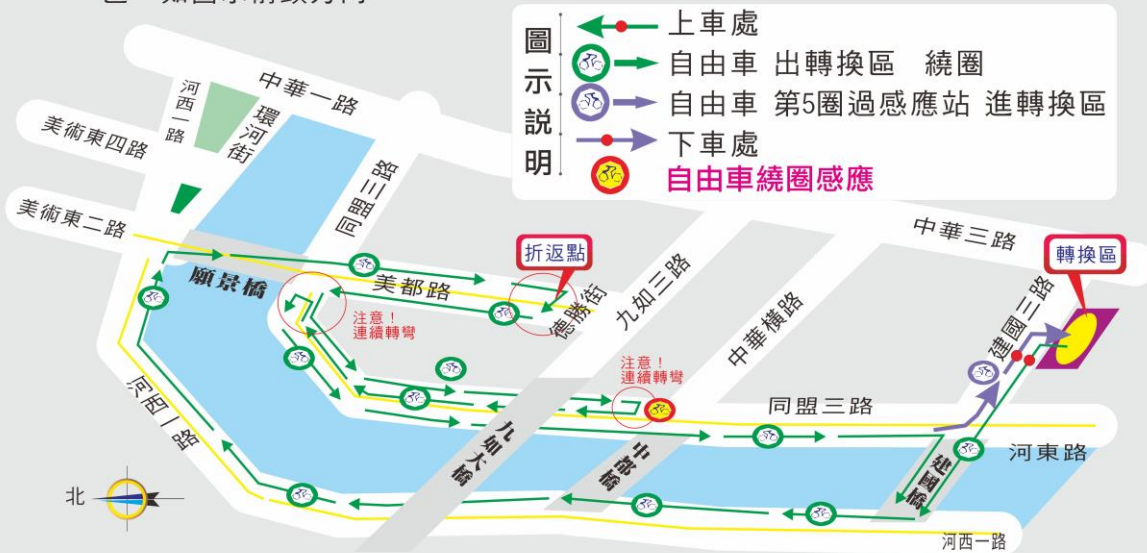 圖示說明
上車處
自由車 出轉換區 繞圈
自由車 第5圈過感應站 進轉換區
下車處
自由車繞圈感應
中華一路
河西一路
環河街
美術東四路
同盟三路
美術東二路
願景橋
美都路
折返點
德勝街
九如三路
中華橫路
中華三路
轉換區
建國三路
注意！
連續轉彎
注意！
連續轉彎
同盟三路
河東路
河西一路
九如大橋
中都橋
建國橋
北
河西一路